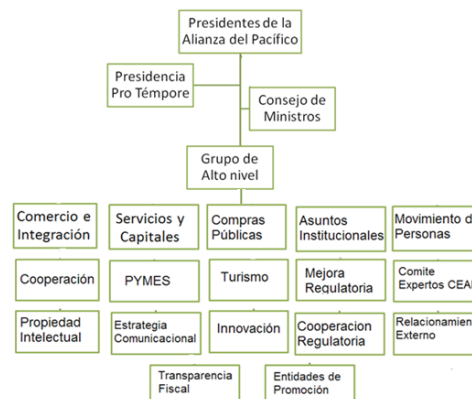 Presidentes de la
Alianza del Pacífico
Presidencia
Pro Témpore
Consejo de
Ministros
Grupo de
Alto nivel
Comercio e
Integración
Servicios y
Capitales
Compras
Públicas
Asuntos
Institucionales
Movimiento d
Personas
Cooperación
PYMES
Turismo
Mejora
Regulatoria
Comite
Expertos CEA
Propiedad
Intelectual
Estrategia
Comunicacional
Innovación
Cooperacion
Regulatoria
Relacionamien
Externo
Transparencia
Fiscal
Entidades de
Promoción